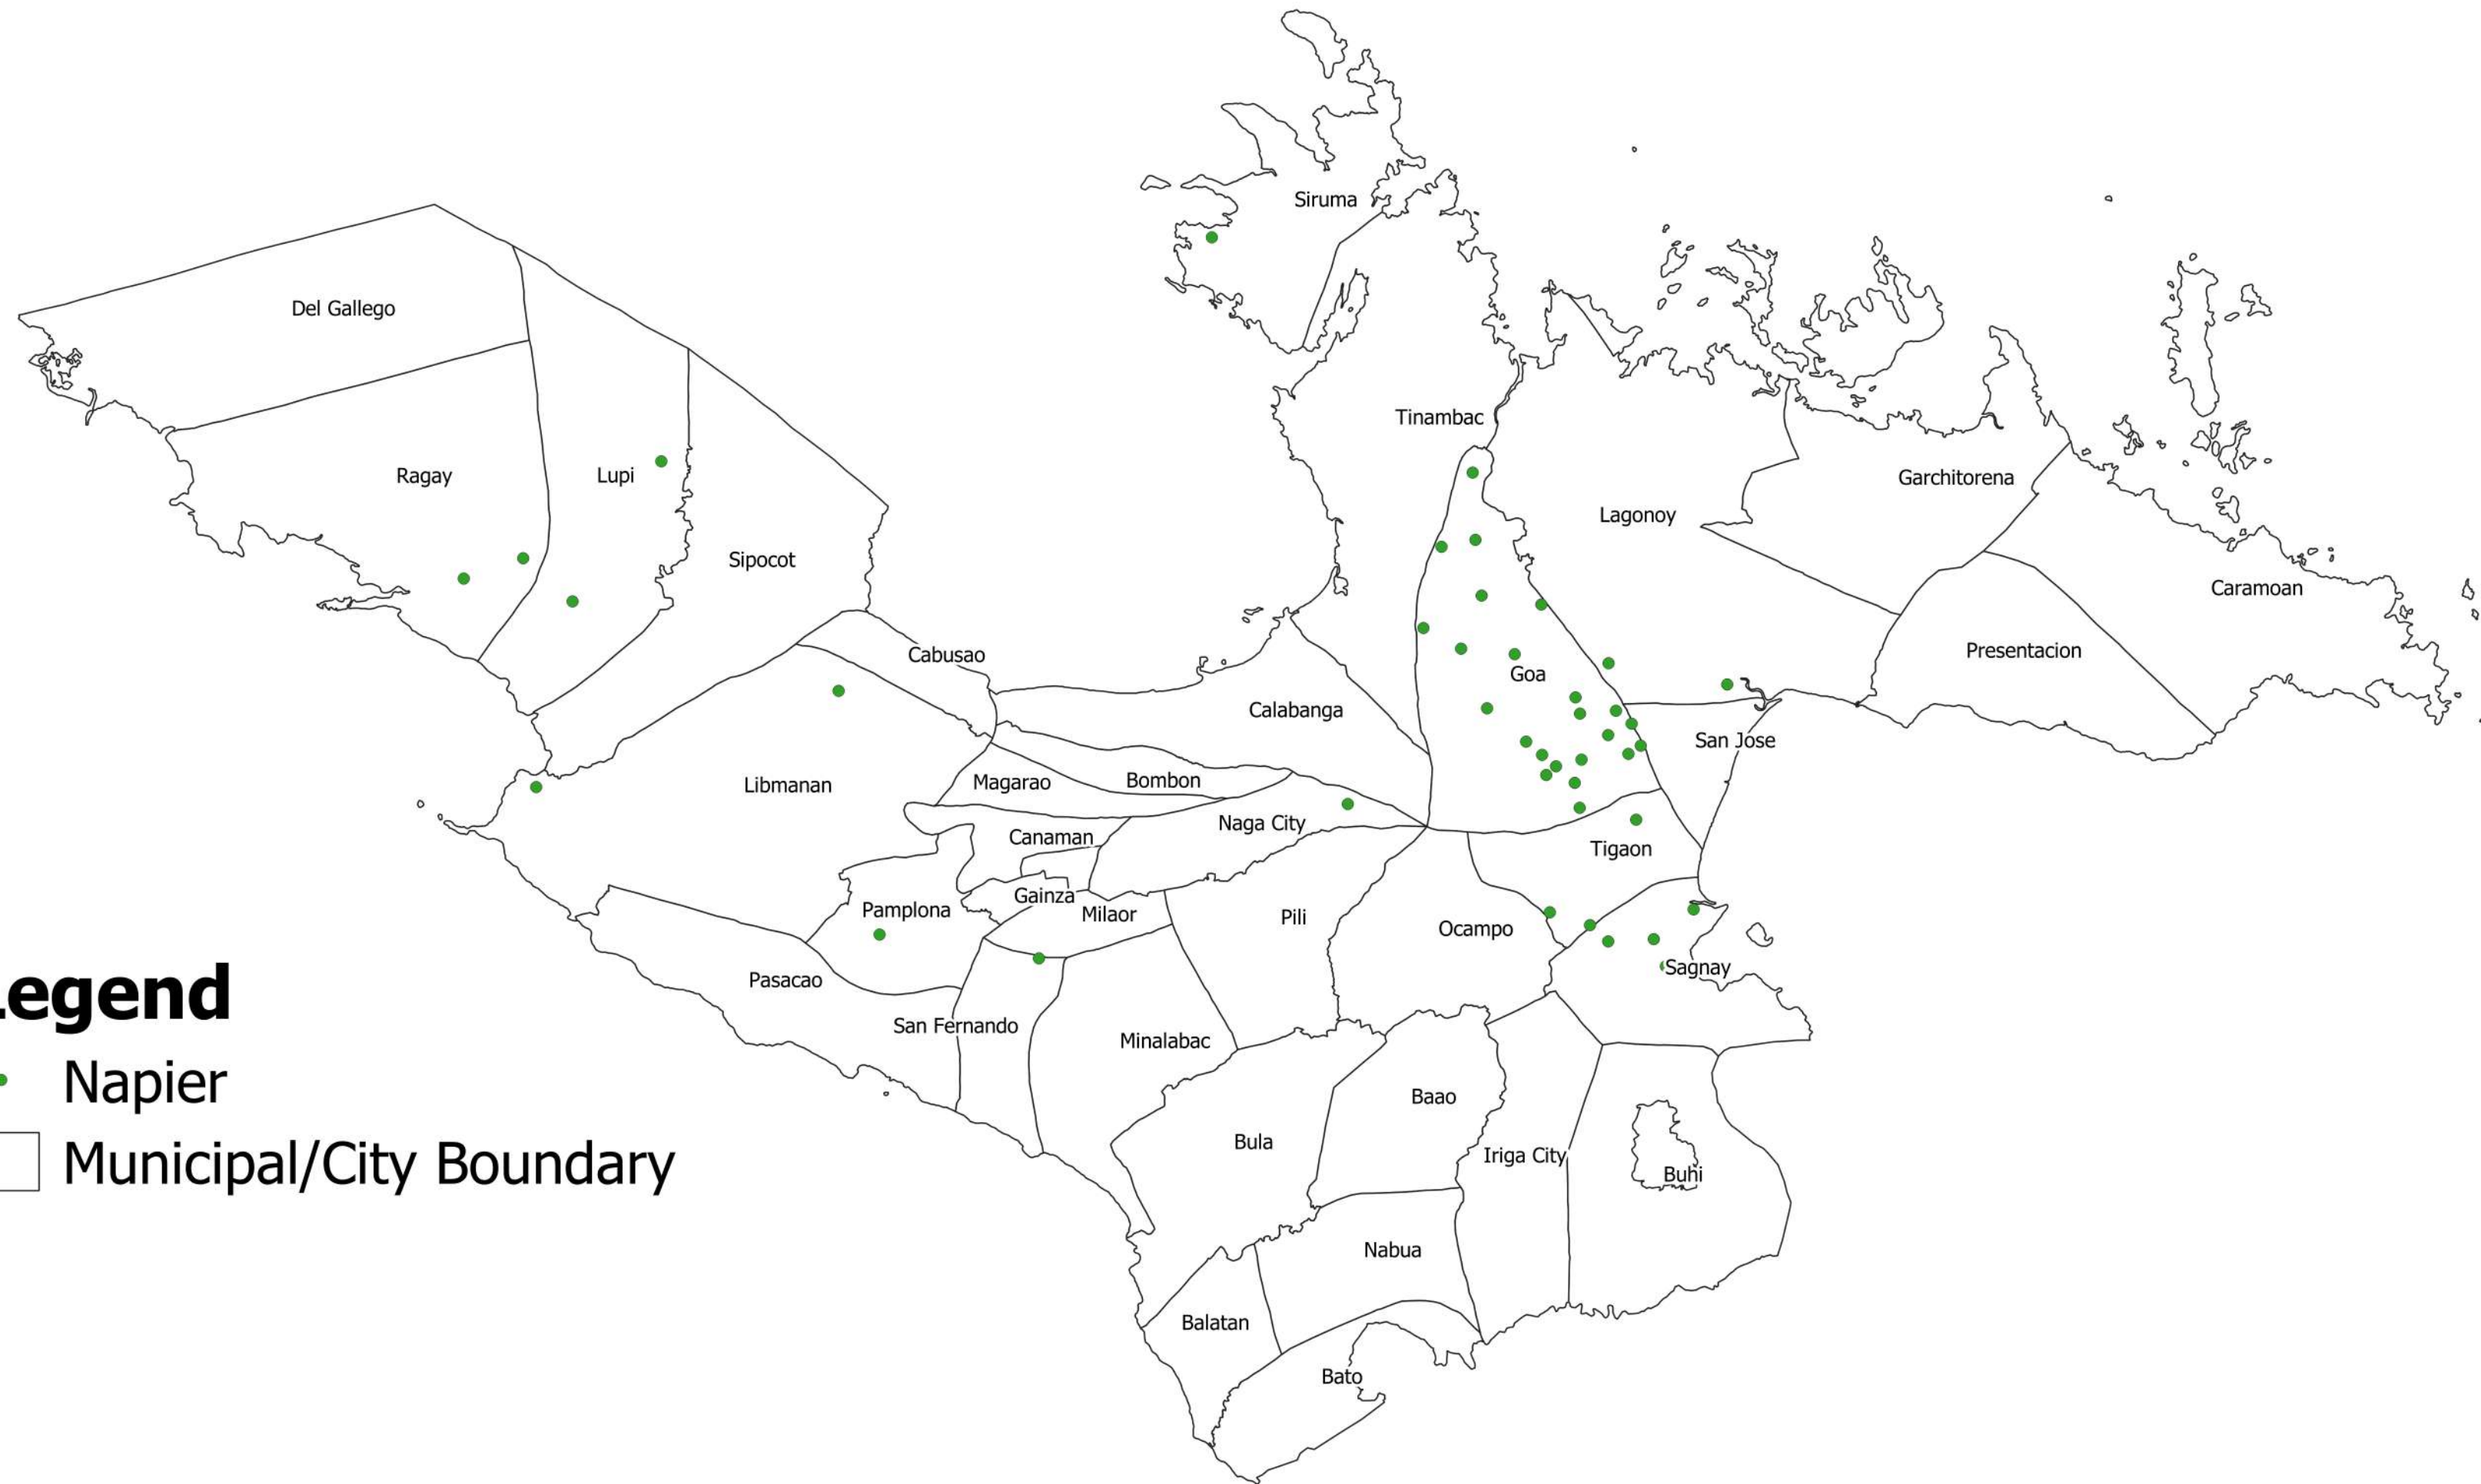 Siruma
Del Gallego
Tinambac
Ragay
Lupi
Garchitorena
Lagonoy
Sipocot
Caramoan
Cabusao
Presentacion
Goa
Calabanga
San Jose
Libmanan
Magarao
Bombon
Naga City
Canaman
Tigaon
Gainza
Pamplona
Milaor
Pili
Ocampo
Sagnay
Pasacao
San Fernando
Minalabac
Baao
Bula
Iriga City
Buhi
Nabua
Balatan
Bato
egend
Napier
Municipal/City Boundary